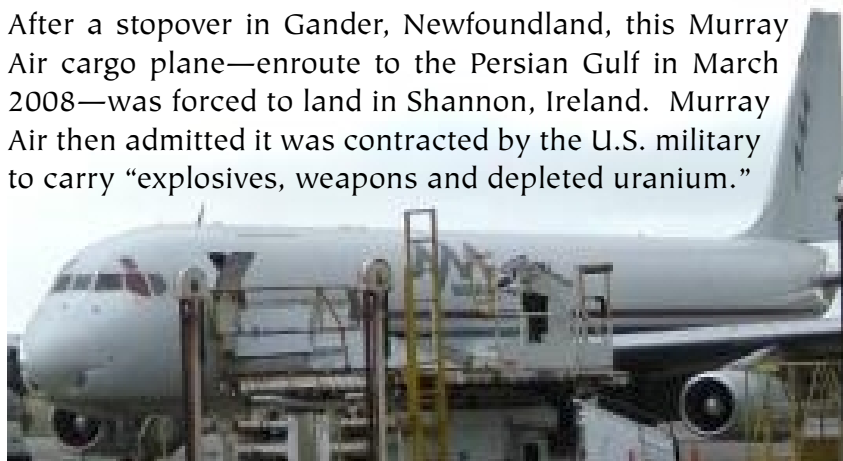 After a stopover in Gander, Newfoundland, this Murray
Air cargo plane—enroute to the Persian Gulf in March
2008—was forced to land in Shannon, Ireland.  Murray
Air then admitted it was contracted by the U.S. military
to carry “explosives, weapons and depleted uranium.”